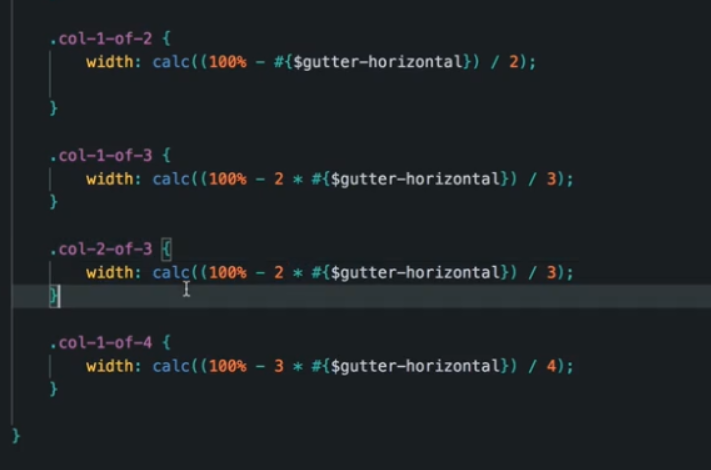 .col-1-of-2 {
width: calc((100% - #{$gutter-horizontal}) / 2);
}
.col-1-of-3 {
width: calc((100% - 2 * #{$gutter-horizontal}) / 3);
}
.col-2-of-3 {
width: calc((100% - 2 * #{$gutter-horizontal}) / 3);
}
.col-1-of-4 {
width: calc((100% - 3 * #{$gutter-horizontal}) / 4);
}
}